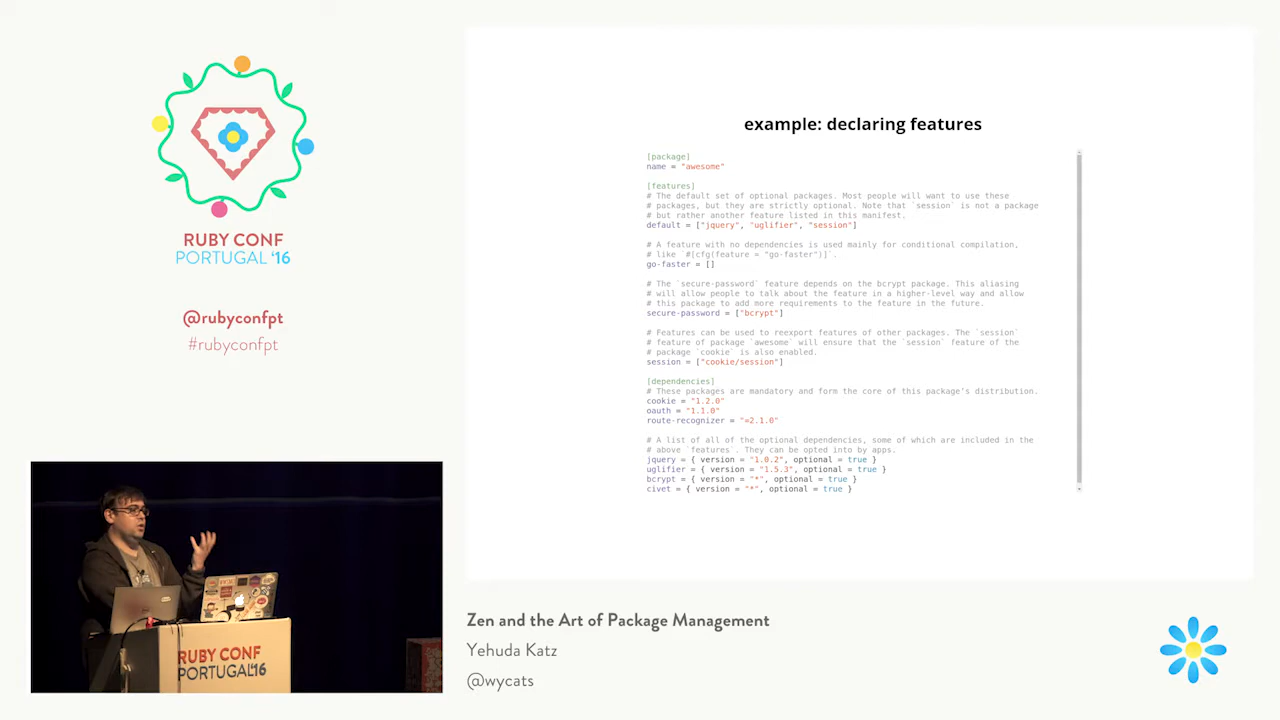 RUBY CONF
PORTUGAL ‘16
@rubyconfpt
#rubyconfpt
example: declaring features
[package]
name = "awesome"
[features]
# The default set of optional packages. Most people will want to use these
# packages, but they are strictly optional. Note that `session` is not a package
# but rather another feature listed in this manifest.
default = ["jquery", "uglifier", "session"]
# A feature with no dependencies is used mainly for conditional compilation,
# like `#[cfg(feature = "go-faster")]`.
go-faster = []
# The `secure-password` feature depends on the bcrypt package. This aliasing
# will allow people to talk about the feature in a higher-level way and allow
# this package to add more requirements to the feature in the future.
secure-password = ["bcrypt"]
# Features can be used to reexport features of other packages. The `session`
# feature of package `awesome` will ensure that the `session` feature of the
# package `cookie` is also enabled.
session = ["cookie/session"]
[dependencies]
# These packages are mandatory and form the core of this package's distribution.
cookie = "1.2.0"
oauth = "1.1.0"
route-recognizer = "=2.1.0"
# A list of all of the optional dependencies, some of which are included in the
# above `features`. They can be opted into by apps.
jquery = { version = "1.0.2", optional = true }
uglifier = { version = "1.5.3", optional = true }
bcrypt = { version = "*", optional = true }
civet = { version = "*", optional = true }
RUBY CONF
PORTUGAL'16
Zen and the Art of Package Management
Yehuda Katz
@wycats